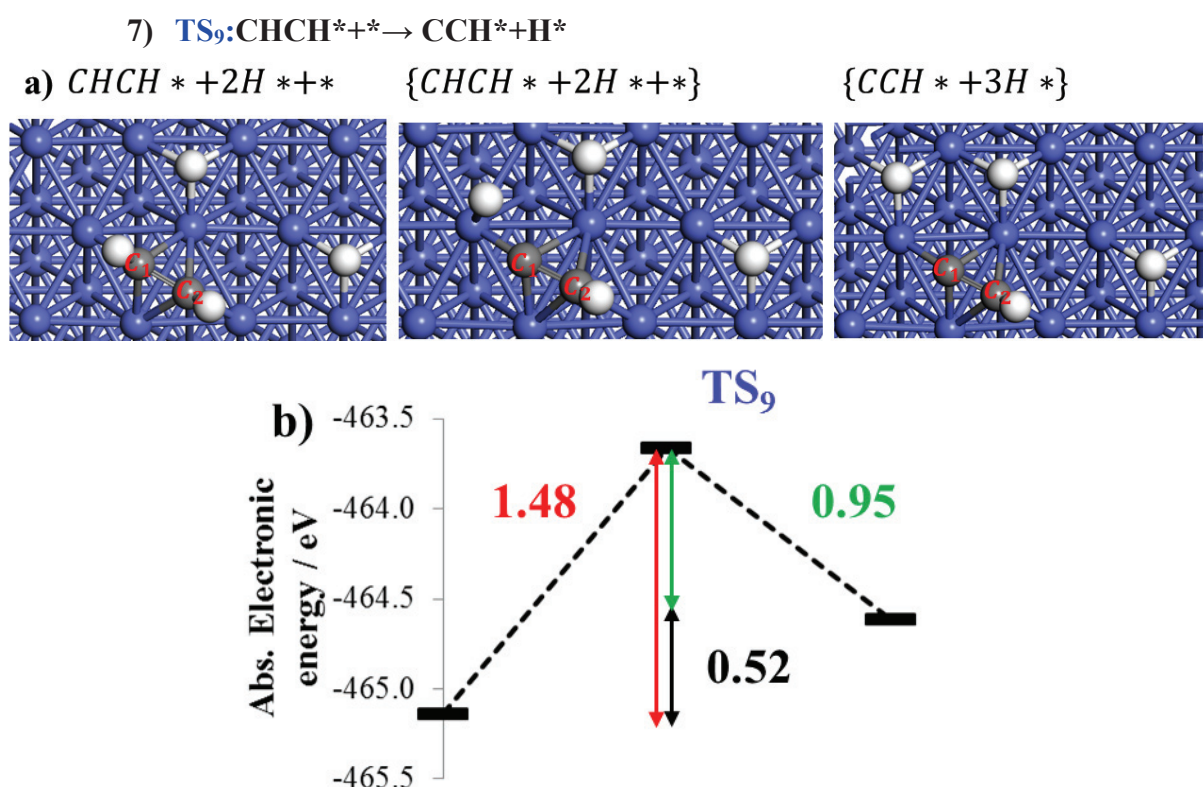 7) TS₉:CHCH*+*→ CCH*+H*
a) CHCH ∗ +2H ∗+∗ {CHCH ∗ +2H ∗+∗} {CCH ∗ +3H ∗}
C₁ C₁ C₁
C₂ C₂ C₂
TS₉
b)
-463.5
-464.0
-464.5
-465.0
-465.5
Abs. Electronic
energy / eV
1.48
0.95
0.52